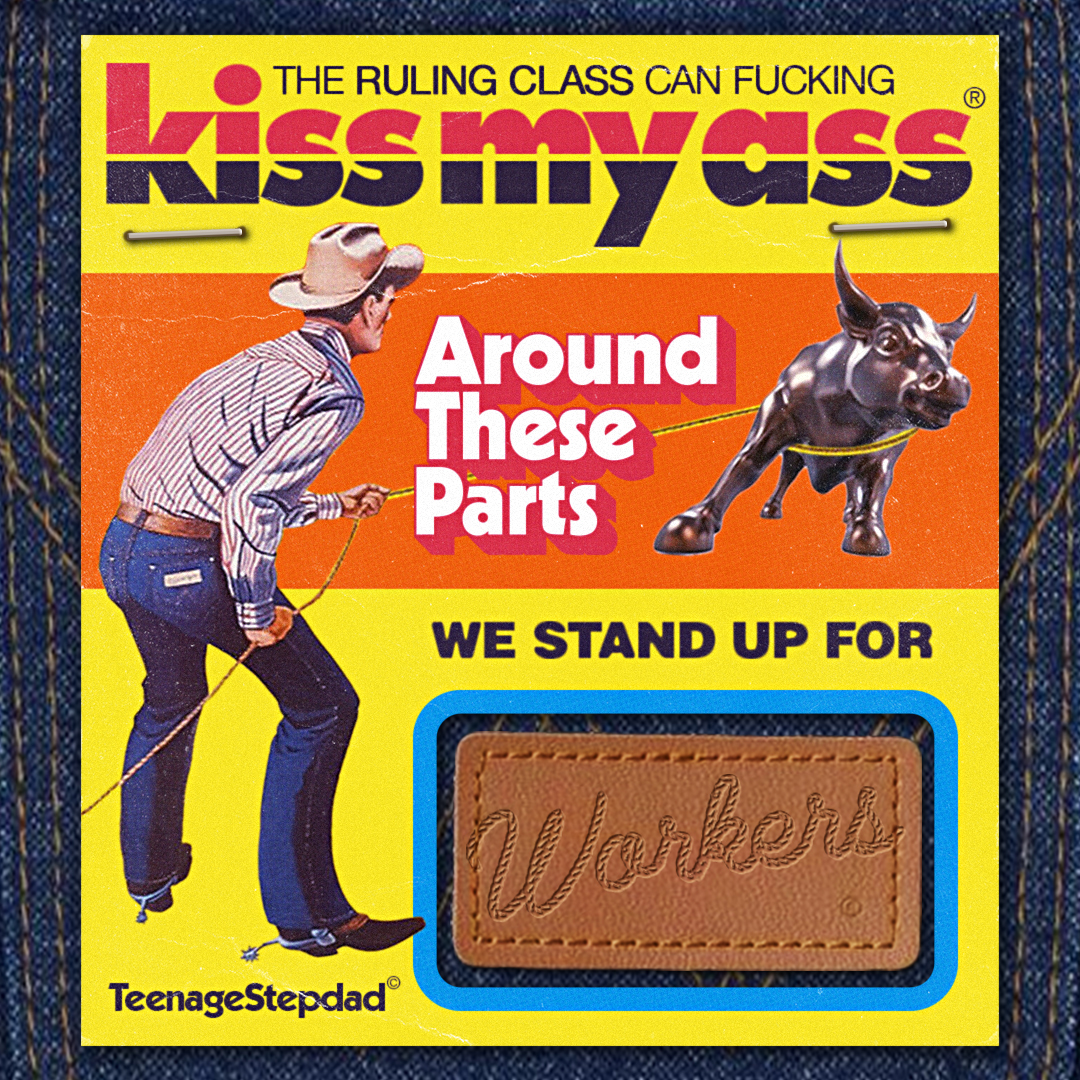 THE RULING CLASS CAN FUCKING
kiss my ass ®
Around
These
Parts
WE STAND UP FOR
Workers
©
TeenageStepdad©